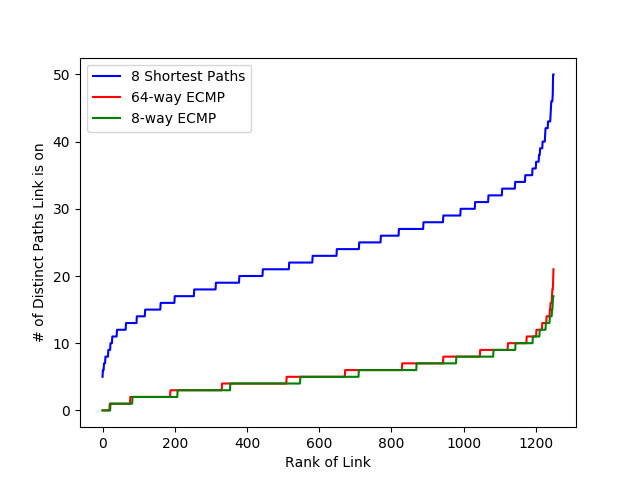 8 Shortest Paths
64-way ECMP
8-way ECMP
# of Distinct Paths Link is on
50
40
30
20
10
0
0 200 400 600 800 1000 1200
Rank of Link